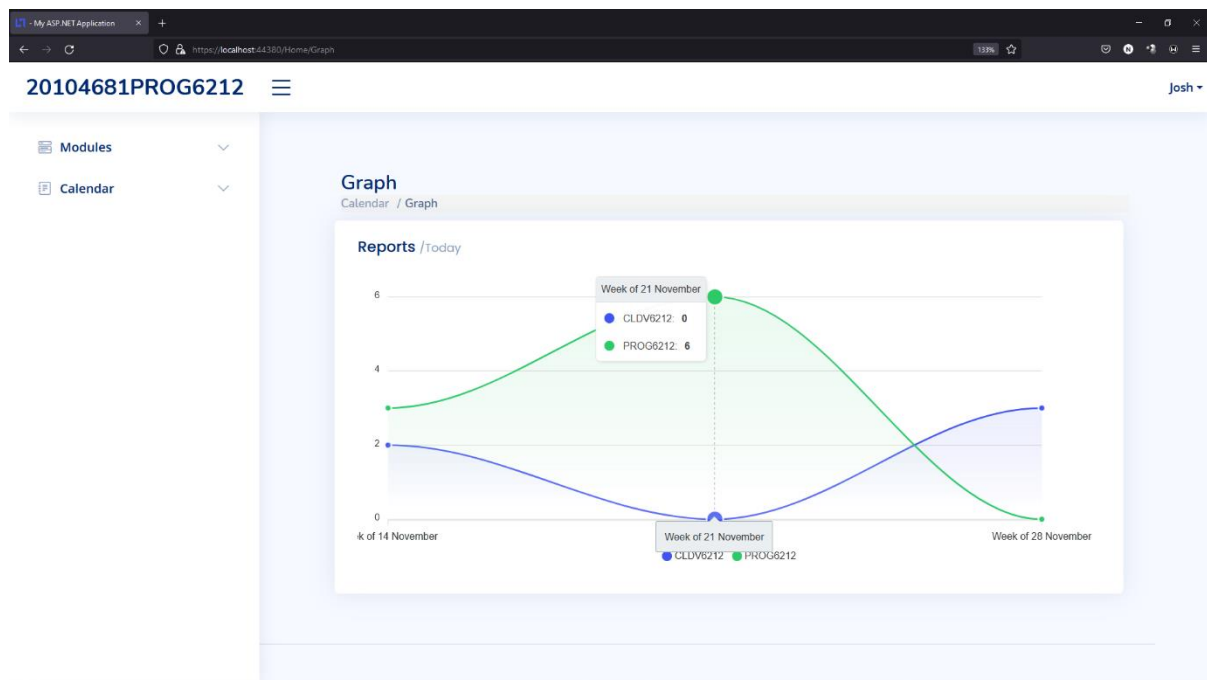 - My ASP.NET Application
https://localhost:44380/Home/Graph
133%
20104681PROG6212
Josh
Modules
Calendar
Graph
Calendar / Graph
Reports /Today
6
4
2
0
Week of 21 November
CLDV6212: 0
PROG6212: 6
k of 14 November
Week of 21 November
Week of 28 November
CLDV6212 PROG6212